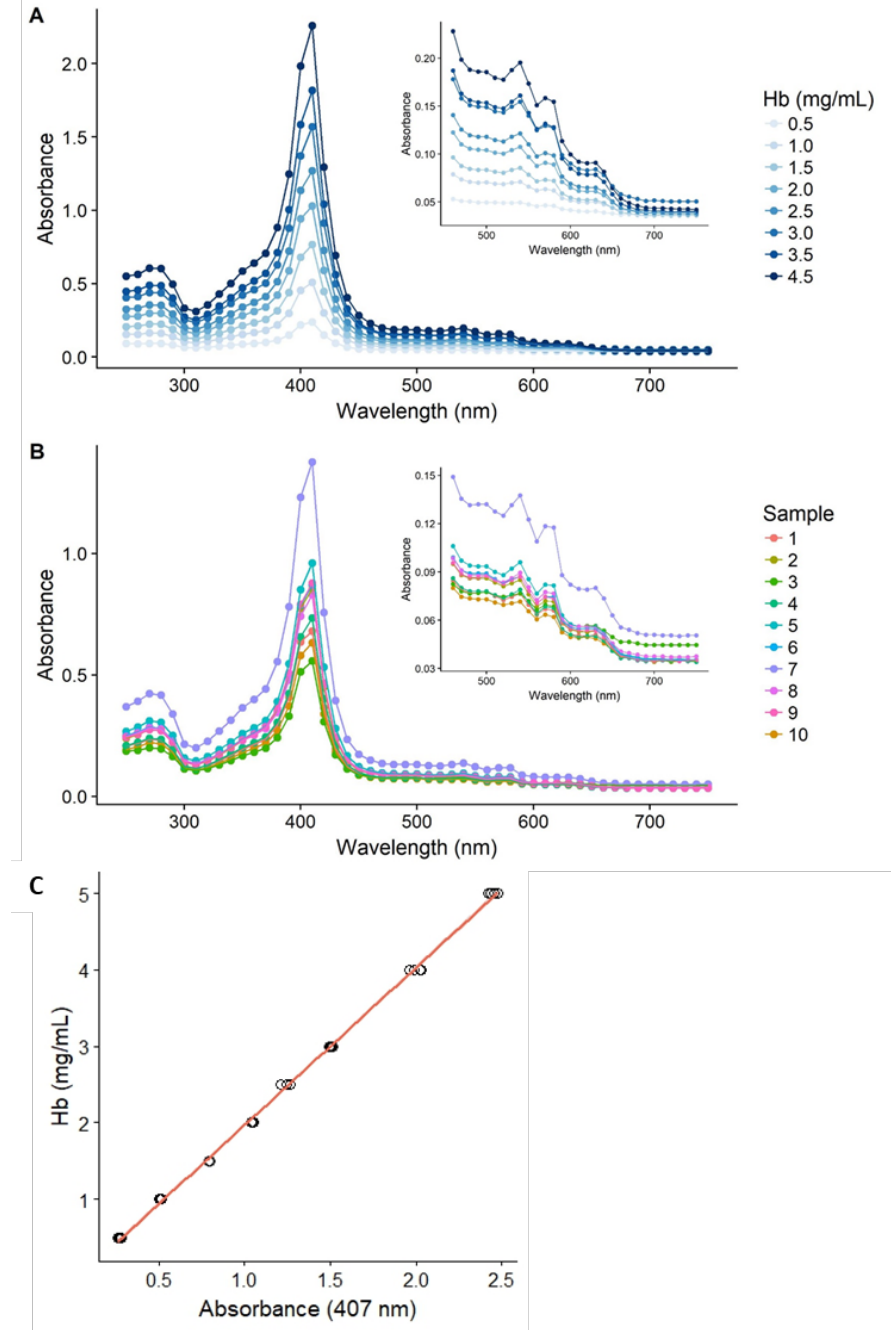 A
Absorbance
2.0
1.5
1.0
0.5
0.0
300 400 500 600 700
Wavelength (nm)
Absorbance
0.20
0.15
0.10
0.05
500 600 700
Wavelength (nm)
Hb (mg/mL)
0.5
1.0
1.5
2.0
2.5
3.0
3.5
4.5
B
Absorbance
1.0
0.5
0.0
300 400 500 600 700
Wavelength (nm)
Absorbance
0.15
0.12
0.09
0.06
0.03
500 600 700
Wavelength (nm)
Sample
1
2
3
4
5
6
7
8
9
10
C
Hb (mg/mL)
5
4
3
2
1
0.5 1.0 1.5 2.0 2.5
Absorbance (407 nm)